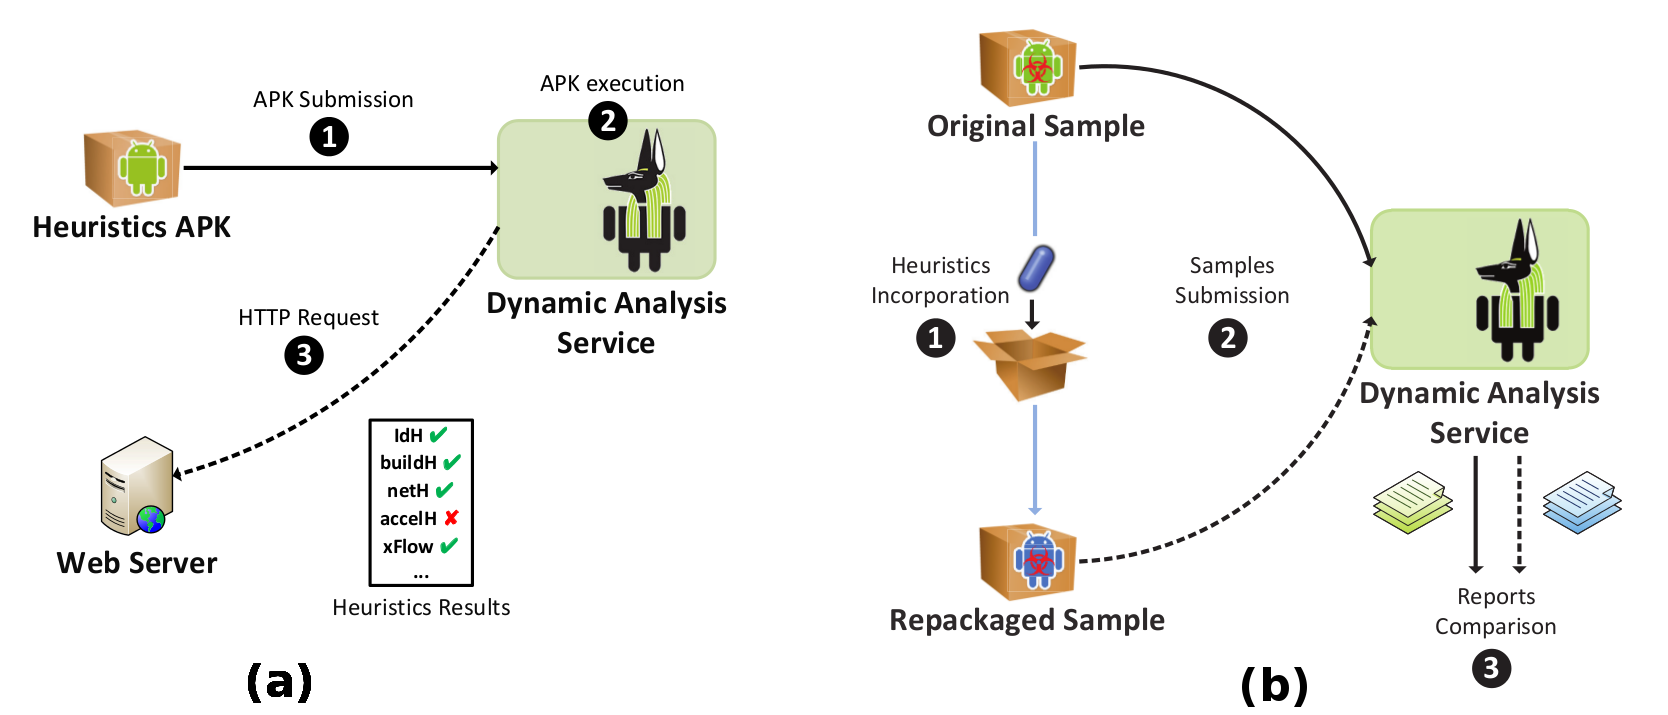 APK Submission
1
APK execution
2
Heuristics APK
Dynamic Analysis
Service
HTTP Request
3
Web Server
IdH ✔
buildH ✔
netH ✔
accelH ✘
xFlow ✔
...
Heuristics Results
(a)
Original Sample
Heuristics
Incorporation
1
Samples
Submission
2
Dynamic Analysis
Service
Repackaged Sample
Reports
Comparison
3
(b)